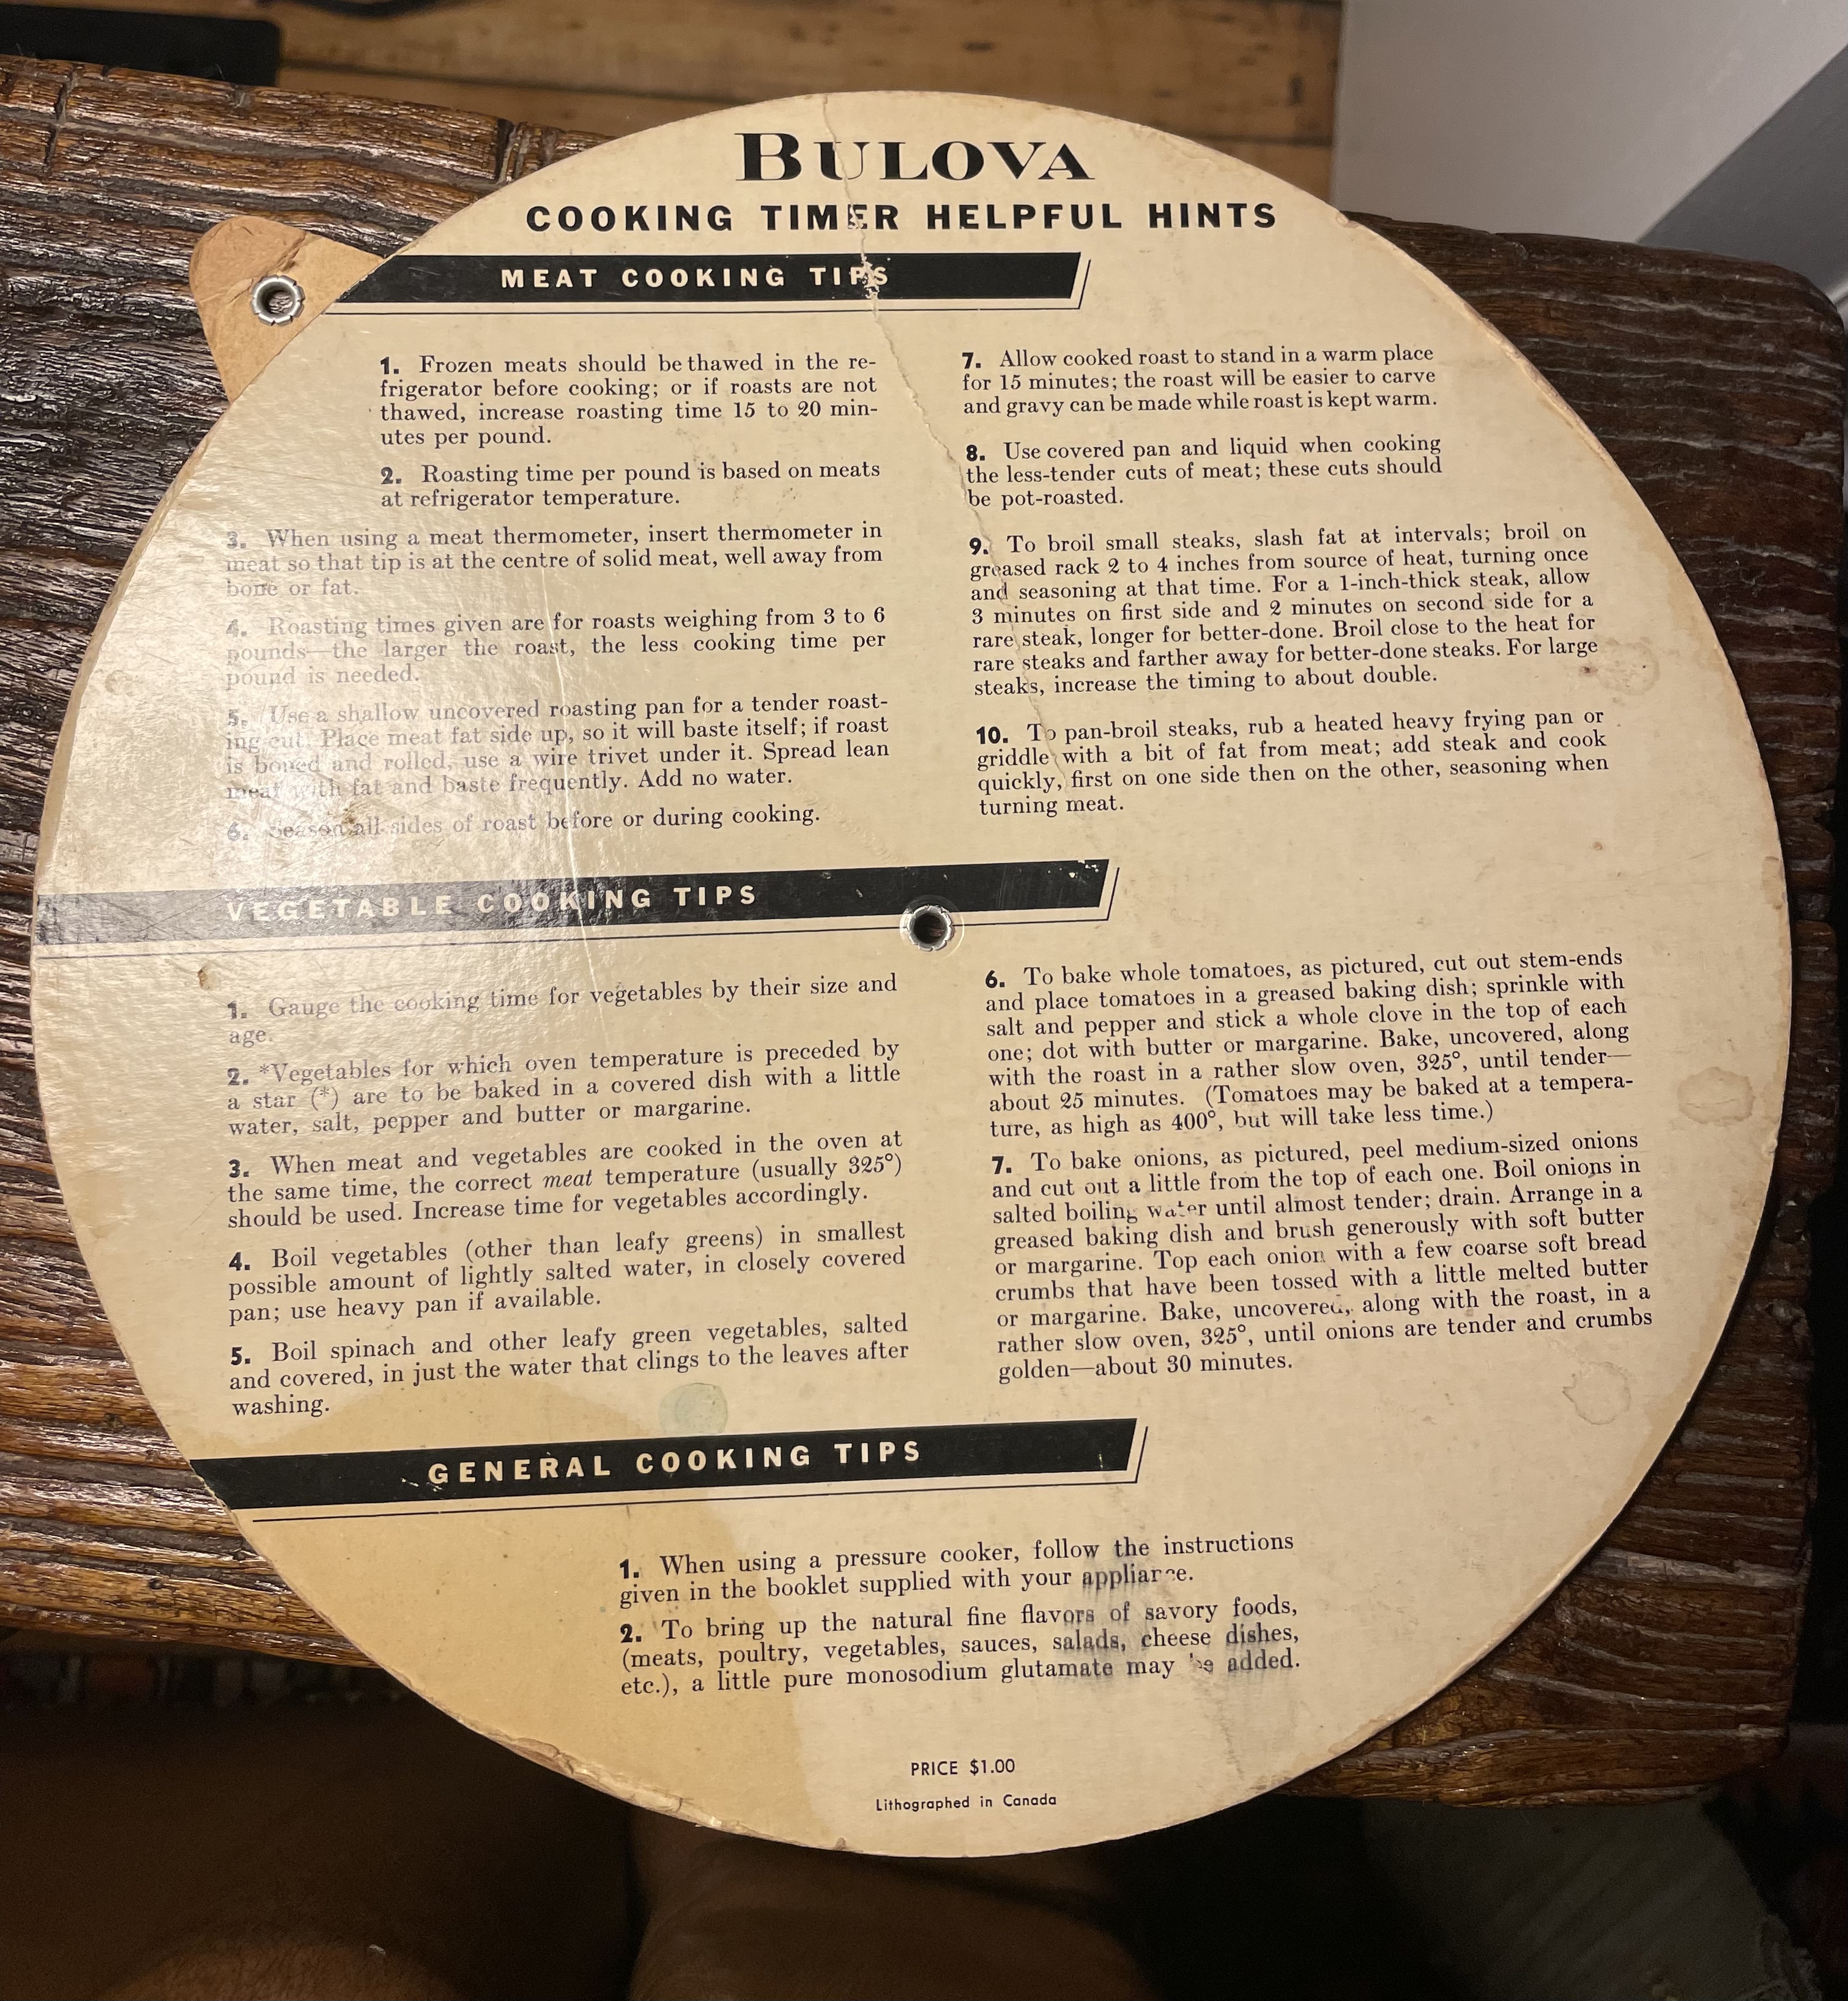 BULOVA
COOKING TIMER HELPFUL HINTS
MEAT COOKING TIPS
1. Frozen meats should be thawed in the re-
frigerator before cooking; or if roasts are not
thawed, increase roasting time 15 to 20 min-
utes per pound.
2. Roasting time per pound is based on meats
at refrigerator temperature.
3. When using a meat thermometer, insert thermometer in
meat so that tip is at the centre of solid meat, well away from
bone or fat.
4. Roasting times given are for roasts weighing from 3 to 6
pounds—the larger the roast, the less cooking time per
pound is needed.
5. Use a shallow uncovered roasting pan for a tender roast-
ing cut. Place meat fat side up, so it will baste itself; if roast
is boned and rolled, use a wire trivet under it. Spread lean
meat with fat and baste frequently. Add no water.
6. Season all sides of roast before or during cooking.
7. Allow cooked roast to stand in a warm place
for 15 minutes; the roast will be easier to carve
and gravy can be made while roast is kept warm.
8. Use covered pan and liquid when cooking
the less-tender cuts of meat; these cuts should
be pot-roasted.
9. To broil small steaks, slash fat at intervals; broil on
greased rack 2 to 4 inches from source of heat, turning once
and seasoning at that time. For a 1-inch-thick steak, allow
3 minutes on first side and 2 minutes on second side for a
rare steak, longer for better-done. Broil close to the heat for
rare steaks and farther away for better-done steaks. For large
steaks, increase the timing to about double.
10. To pan-broil steaks, rub a heated heavy frying pan or
griddle with a bit of fat from meat; add steak and cook
quickly, first on one side then on the other, seasoning when
turning meat.
VEGETABLE COOKING TIPS
1. Gauge the cooking time for vegetables by their size and
age.
2. *Vegetables for which oven temperature is preceded by
a star (*) are to be baked in a covered dish with a little
water, salt, pepper and butter or margarine.
3. When meat and vegetables are cooked in the oven at
the same time, the correct meat temperature (usually 325°)
should be used. Increase time for vegetables accordingly.
4. Boil vegetables (other than leafy greens) in smallest
possible amount of lightly salted water, in closely covered
pan; use heavy pan if available.
5. Boil spinach and other leafy green vegetables, salted
and covered, in just the water that clings to the leaves after
washing.
6. To bake whole tomatoes, as pictured, cut out stem-ends
and place tomatoes in a greased baking dish; sprinkle with
salt and pepper and stick a whole clove in the top of each
one; dot with butter or margarine. Bake, uncovered, along
with the roast in a rather slow oven, 325°, until tender—
about 25 minutes. (Tomatoes may be baked at a tempera-
ture, as high as 400°, but will take less time.)
7. To bake onions, as pictured, peel medium-sized onions
and cut out a little from the top of each one. Boil onions in
salted boiling water until almost tender; drain. Arrange in a
greased baking dish and brush generously with soft butter
or margarine. Top each onion with a few coarse soft bread
crumbs that have been tossed with a little melted butter
or margarine. Bake, uncovered, along with the roast, in a
rather slow oven, 325°, until onions are tender and crumbs
golden—about 30 minutes.
GENERAL COOKING TIPS
1. When using a pressure cooker, follow the instructions
given in the booklet supplied with your appliance.
2. To bring up the natural fine flavors of savory foods,
(meats, poultry, vegetables, sauces, salads, cheese dishes,
etc.), a little pure monosodium glutamate may be added.
PRICE $1.00
Lithographed in Canada